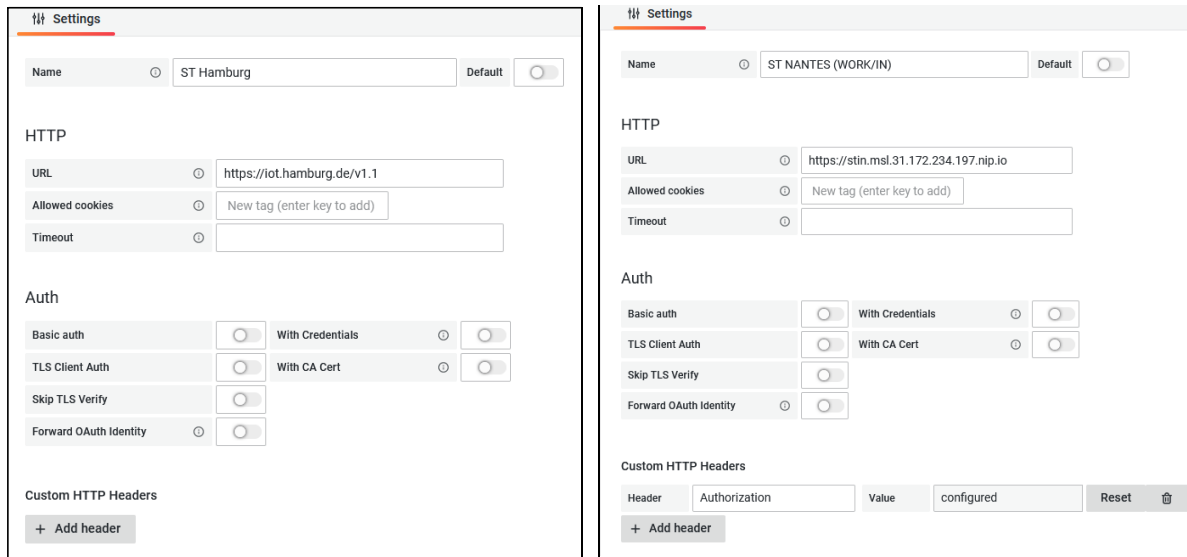 Settings
Name ST Hamburg Default
HTTP
URL https://iot.hamburg.de/v1.1
Allowed cookies New tag (enter key to add)
Timeout
Auth
Basic auth With Credentials
TLS Client Auth With CA Cert
Skip TLS Verify
Forward OAuth Identity
Custom HTTP Headers
+ Add header
Settings
Name ST NANTES (WORK/IN) Default
HTTP
URL https://stin.msl.31.172.234.197.nip.io
Allowed cookies New tag (enter key to add)
Timeout
Auth
Basic auth With Credentials
TLS Client Auth With CA Cert
Skip TLS Verify
Forward OAuth Identity
Custom HTTP Headers
Header Authorization Value configured Reset
+ Add header